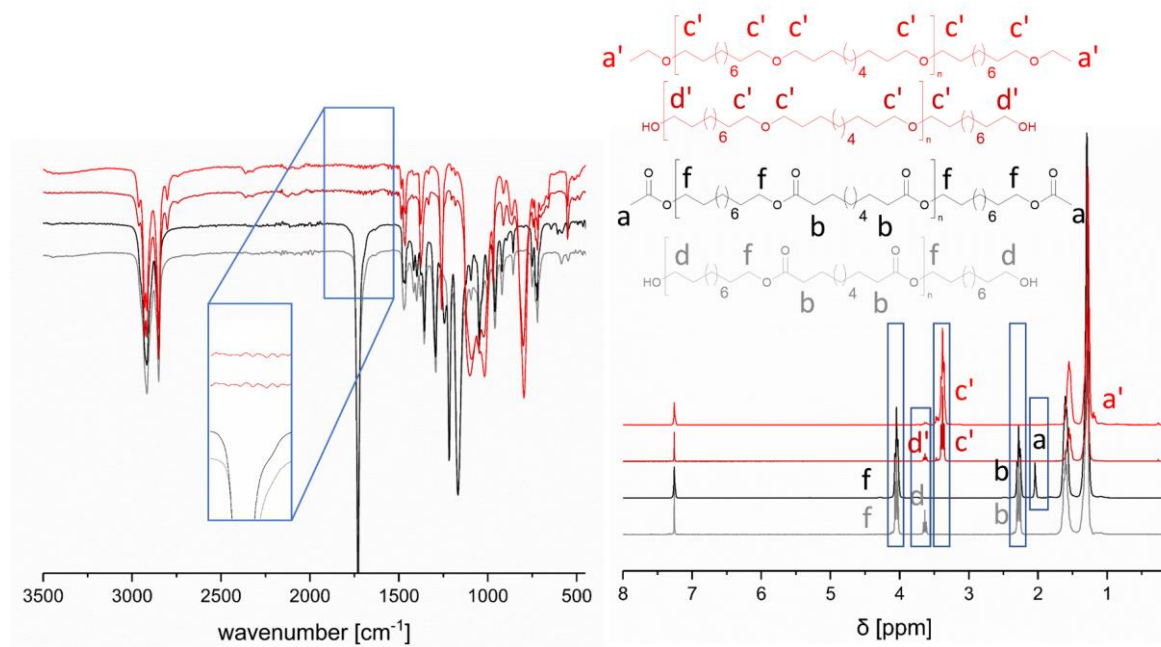 3500 3000 2500 2000 1500 1000 500
wavenumber [cm⁻¹]
c' c' c' c' c' c'
a' O O O O a'
6 4 n 6
d' c' c' c' c' d'
HO O O OH
6 4 n 6
f f O O f f
O O O O O O
a 6 4 n 6 a
b b
d f O O f d
HO O O OH
6 4 n 6
b b
c' a'
d' c' a
f d b
f b
8 7 6 5 4 3 2 1
δ [ppm]